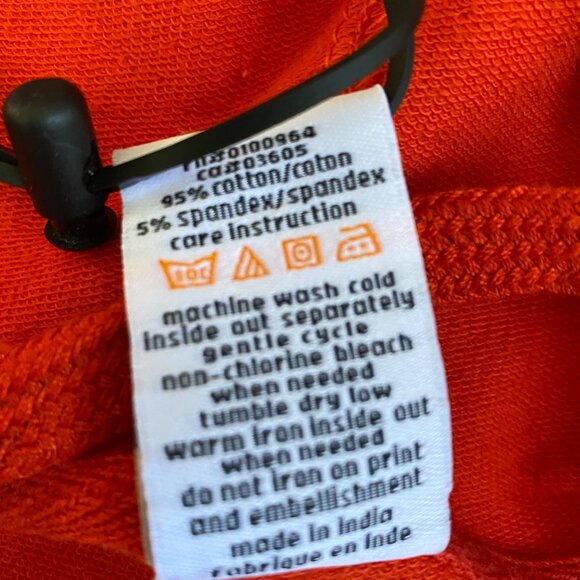 rn#0100964
ca#03605
95% cotton/coton
5% spandex/spandex
care instruction
30C
machine wash cold
inside out separately
gentle cycle
non-chlorine bleach
when needed
tumble dry low
warm iron inside out
when needed
do not iron on print
and embellishment
made in India
Fabriqué en Inde